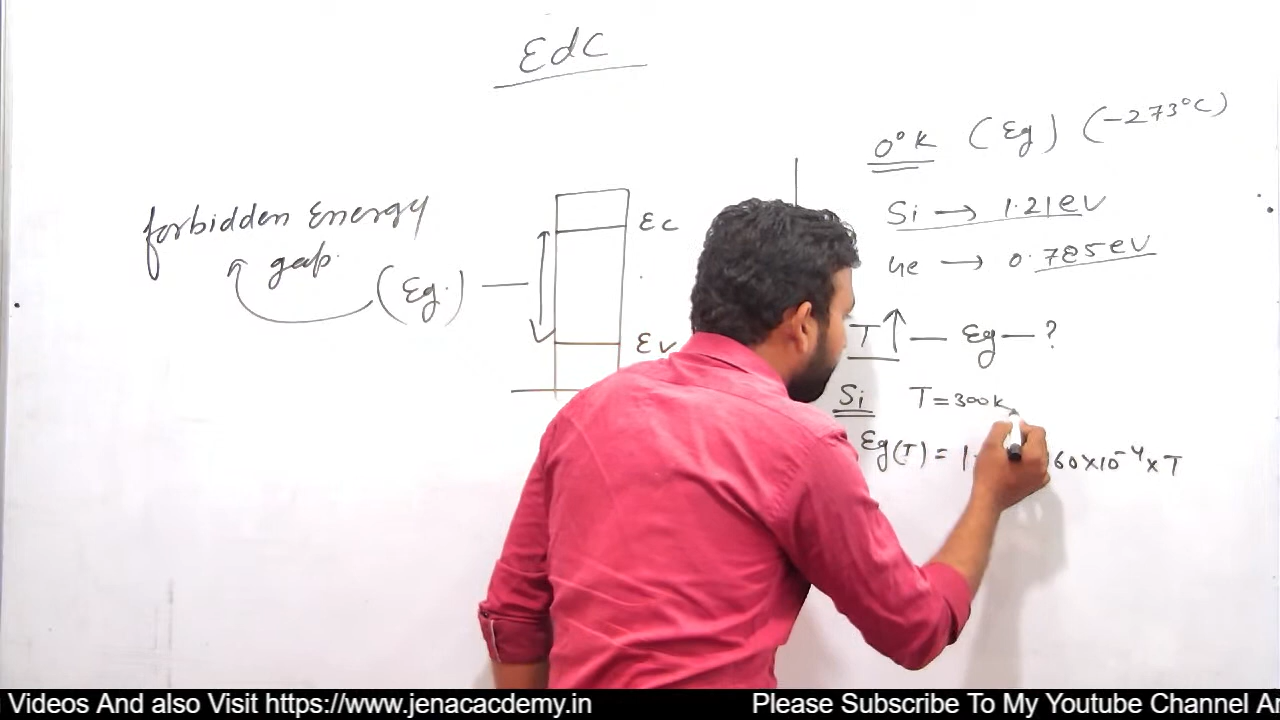 EdC
forbidden Energy
gap.
(Eg.)
Ec
Ev
0°K (Eg) (-273°C)
Si → 1.21eV
Ge → 0.785eV
T↑ — Eg — ?
Si T=300K
Eg(T) = 1. 60×10⁻⁴×T
Videos And also Visit https://www.jenacacdemy.in Please Subscribe To My Youtube Channel